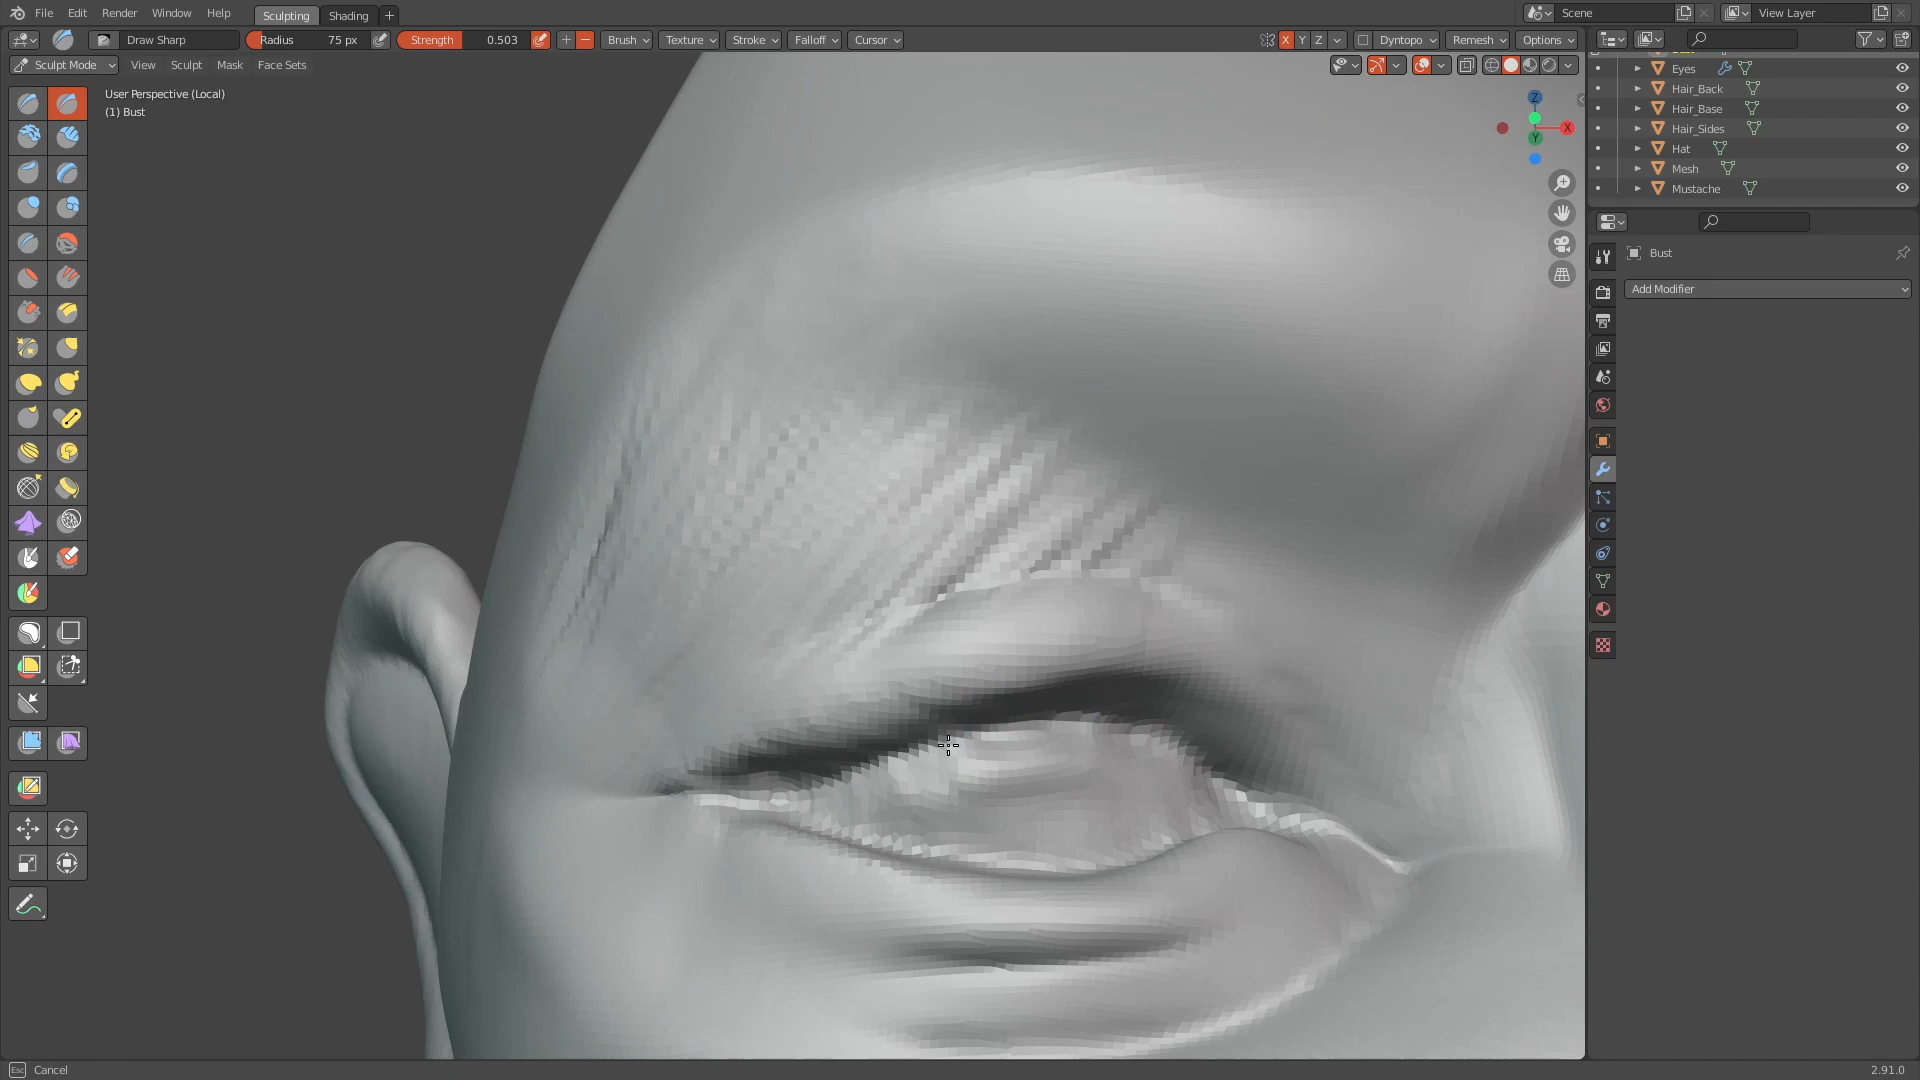 File Edit Render Window Help Sculpting Shading + Scene View Layer
Draw Sharp Radius 75 px Strength 0.503 Brush Texture Stroke Falloff Cursor X Y Z Dyntopo Remesh Options
Sculpt Mode View Sculpt Mask Face Sets
User Perspective (Local)
(1) Bust
Z
X
Y
Eyes
Hair_Back
Hair_Base
Hair_Sides
Hat
Mesh
Mustache
Bust
Add Modifier
Esc Cancel 2.91.0